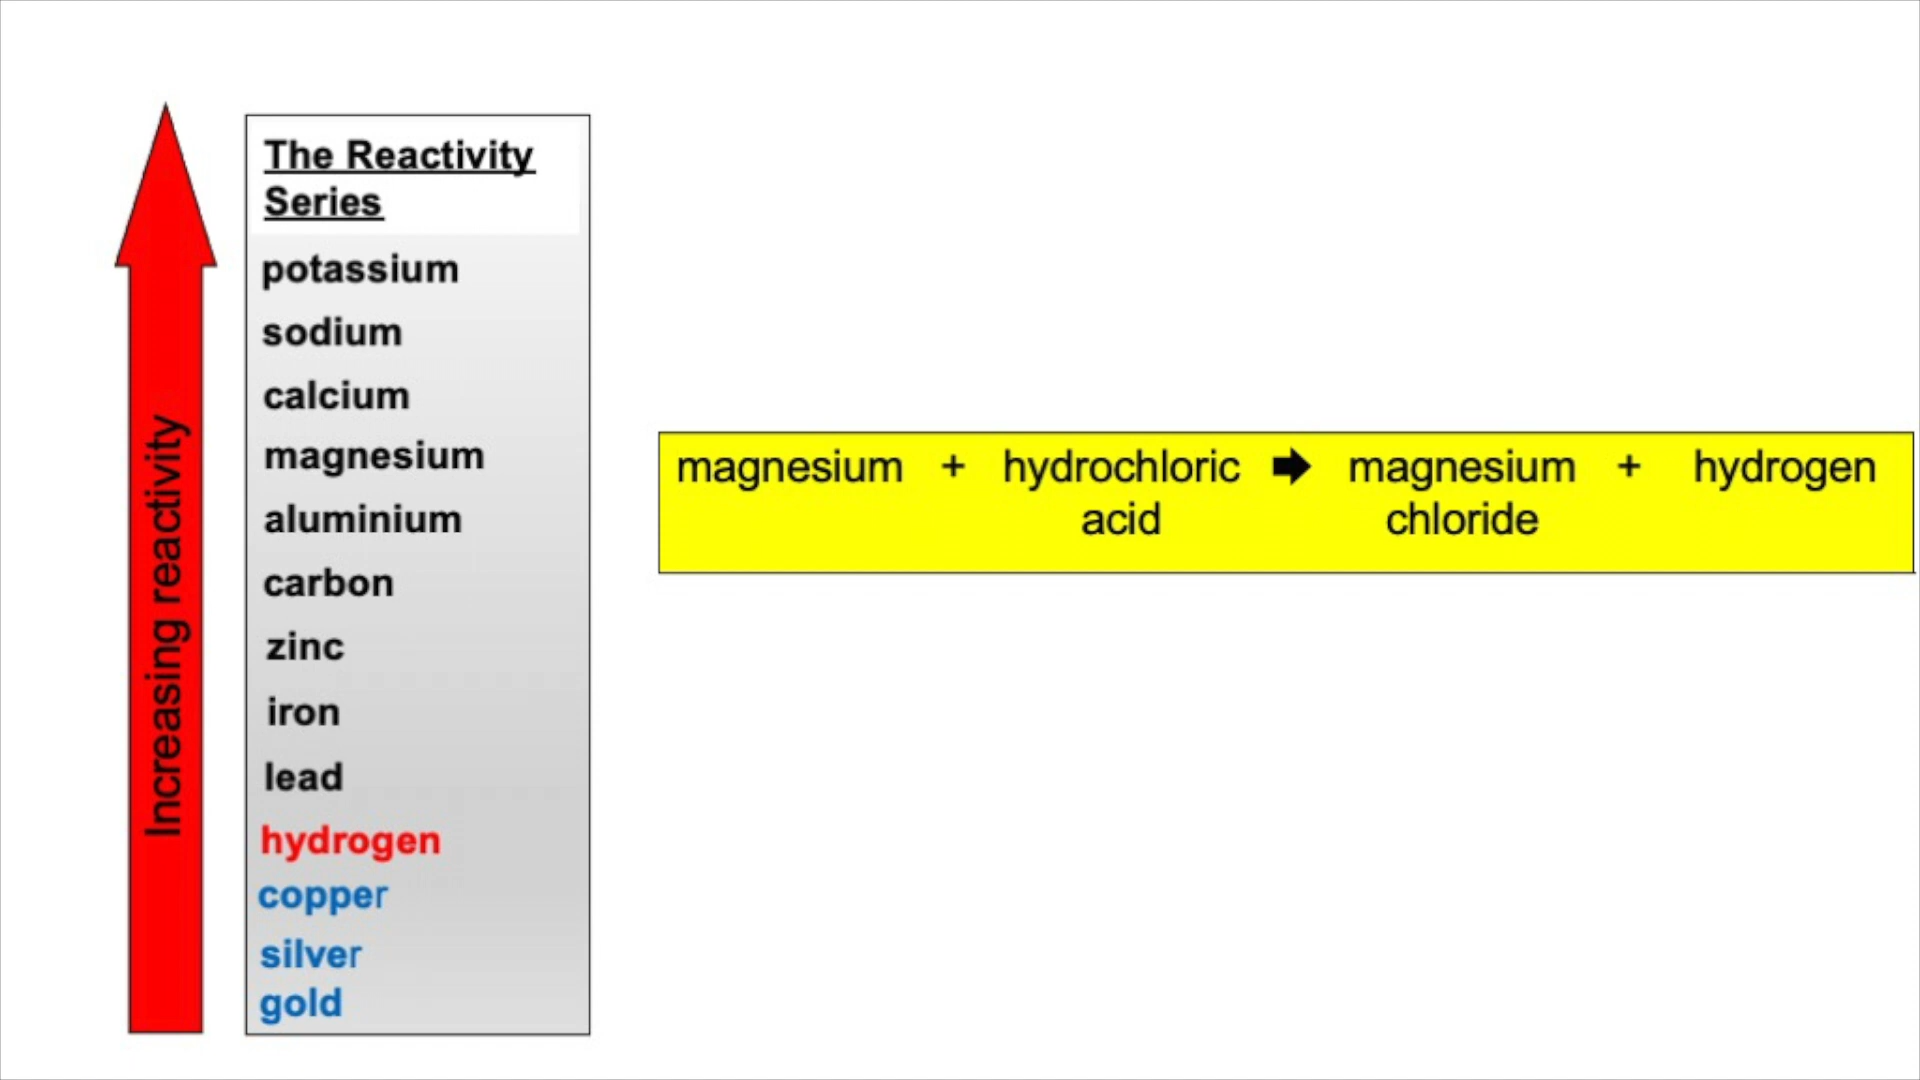 Increasing reactivity
The Reactivity
Series
potassium
sodium
calcium
magnesium
aluminium
carbon
zinc
iron
lead
hydrogen
copper
silver
gold
magnesium + hydrochloric ➡ magnesium + hydrogen
acid chloride